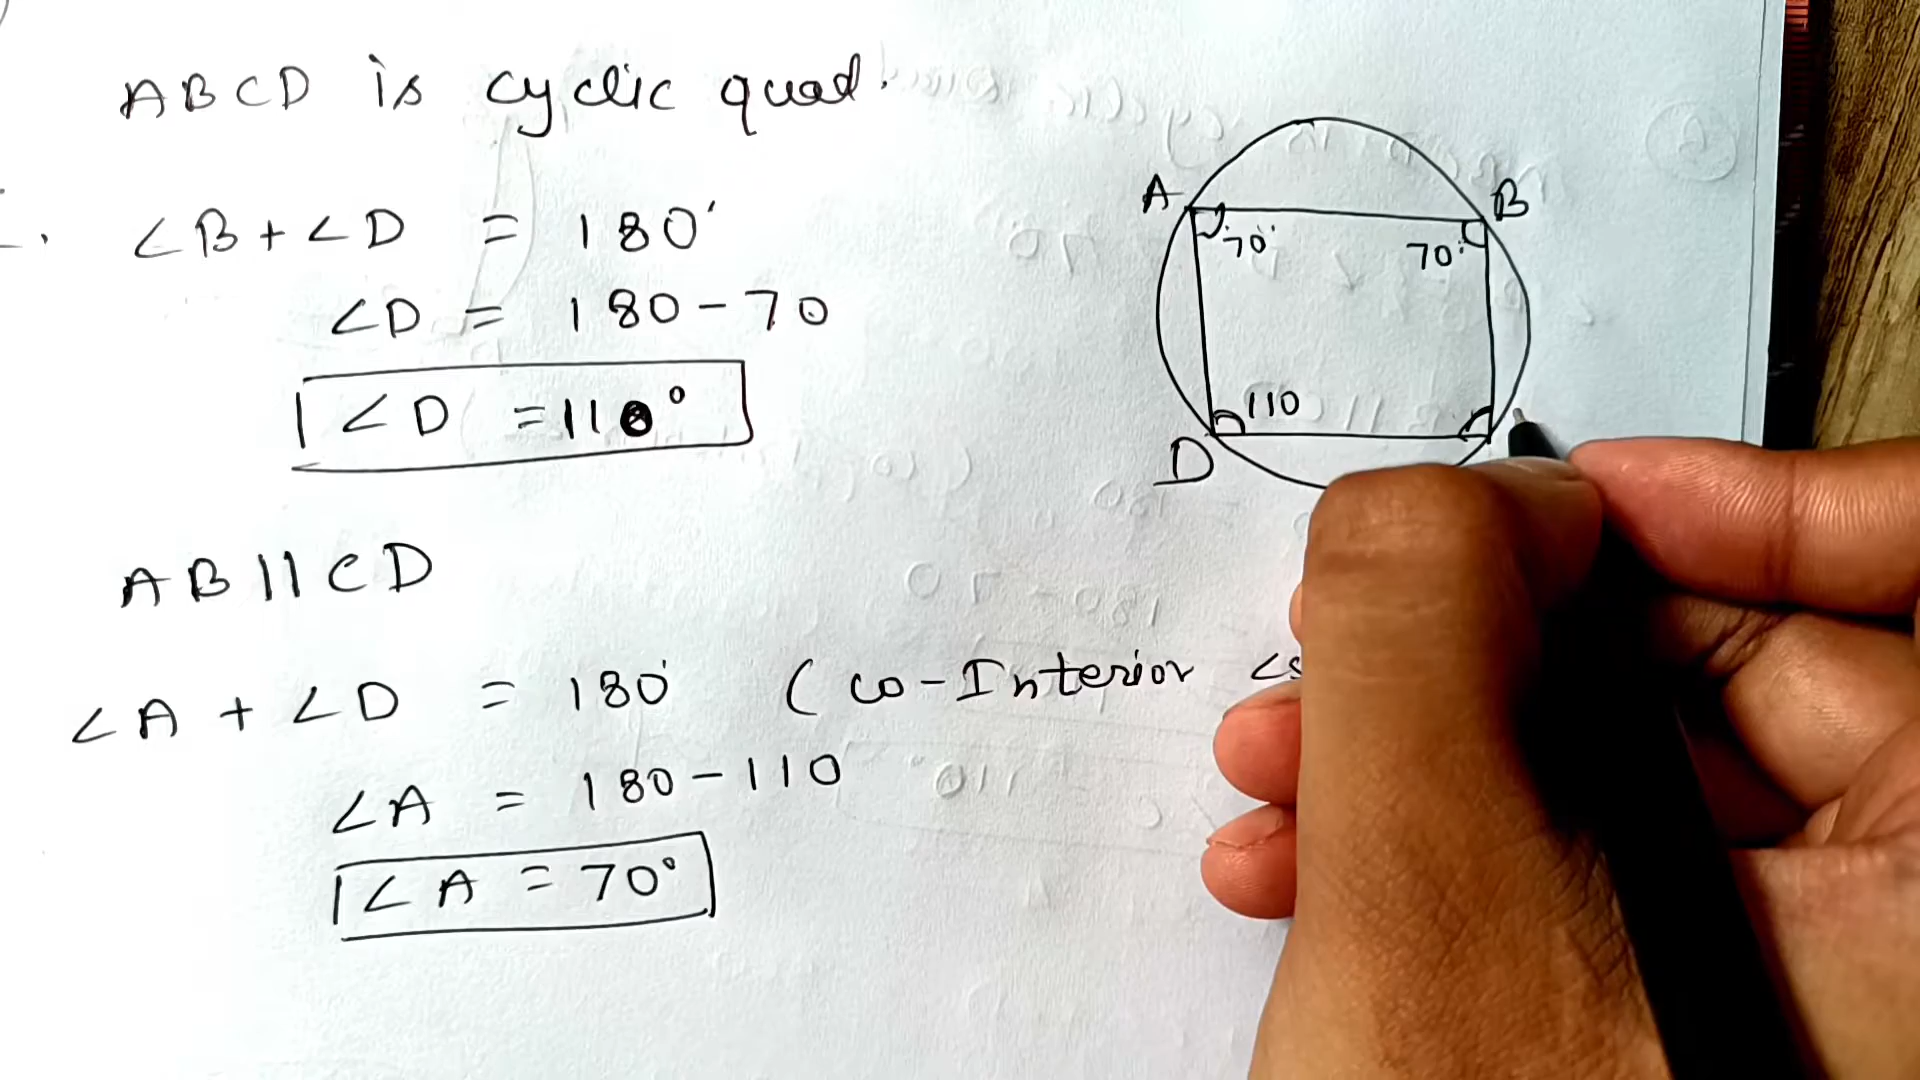 ABCD is cyclic quad.
∠B + ∠D = 180°
∠D = 180 - 70
∠D = 110°
AB || CD
∠A + ∠D = 180° (co-Interior ∠s
∠A = 180 - 110
∠A = 70°
A B
70° 70°
110
D